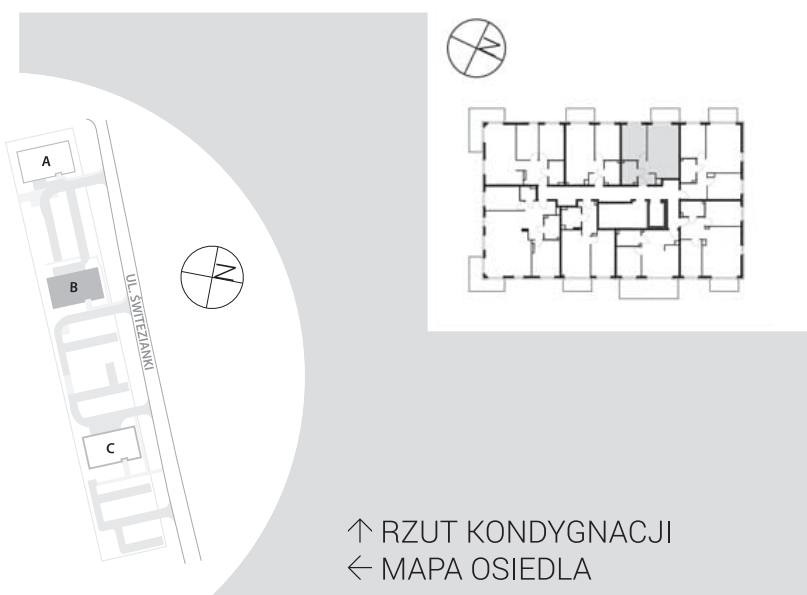 N
A
B
N
UL. ŚWITEZIANKI
C
↑ RZUT KONDYGNACJI
← MAPA OSIEDLA